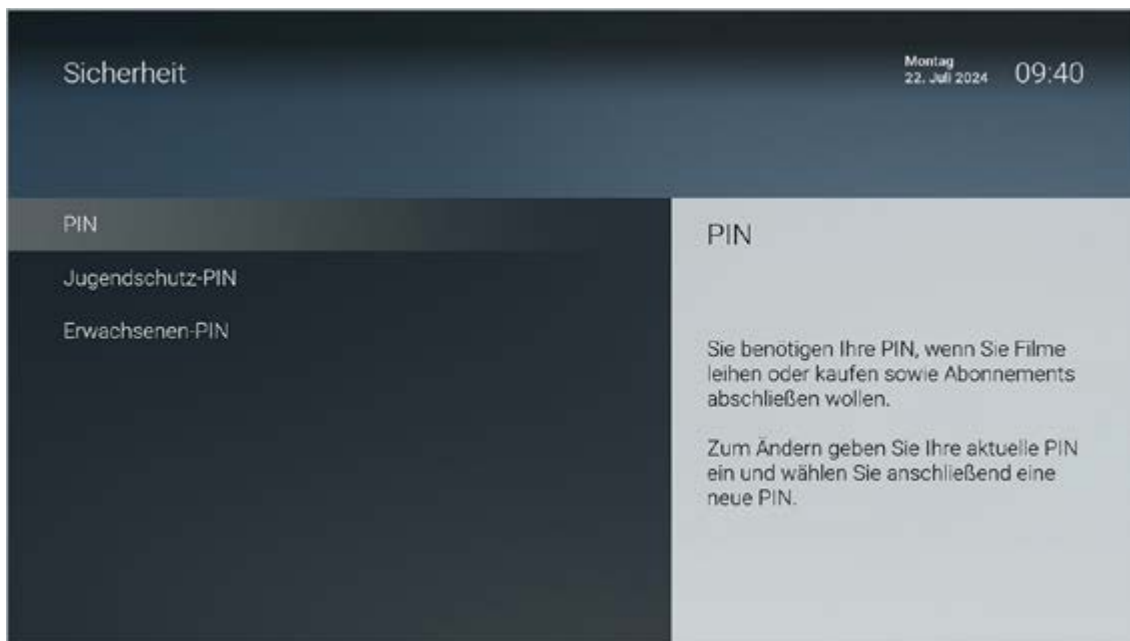 Sicherheit
Montag
22. Juli 2024
09:40
PIN
Jugendschutz-PIN
Erwachsenen-PIN
PIN
Sie benötigen Ihre PIN, wenn Sie Filme
leihen oder kaufen sowie Abonnements
abschließen wollen.
Zum Ändern geben Sie Ihre aktuelle PIN
ein und wählen Sie anschließend eine
neue PIN.